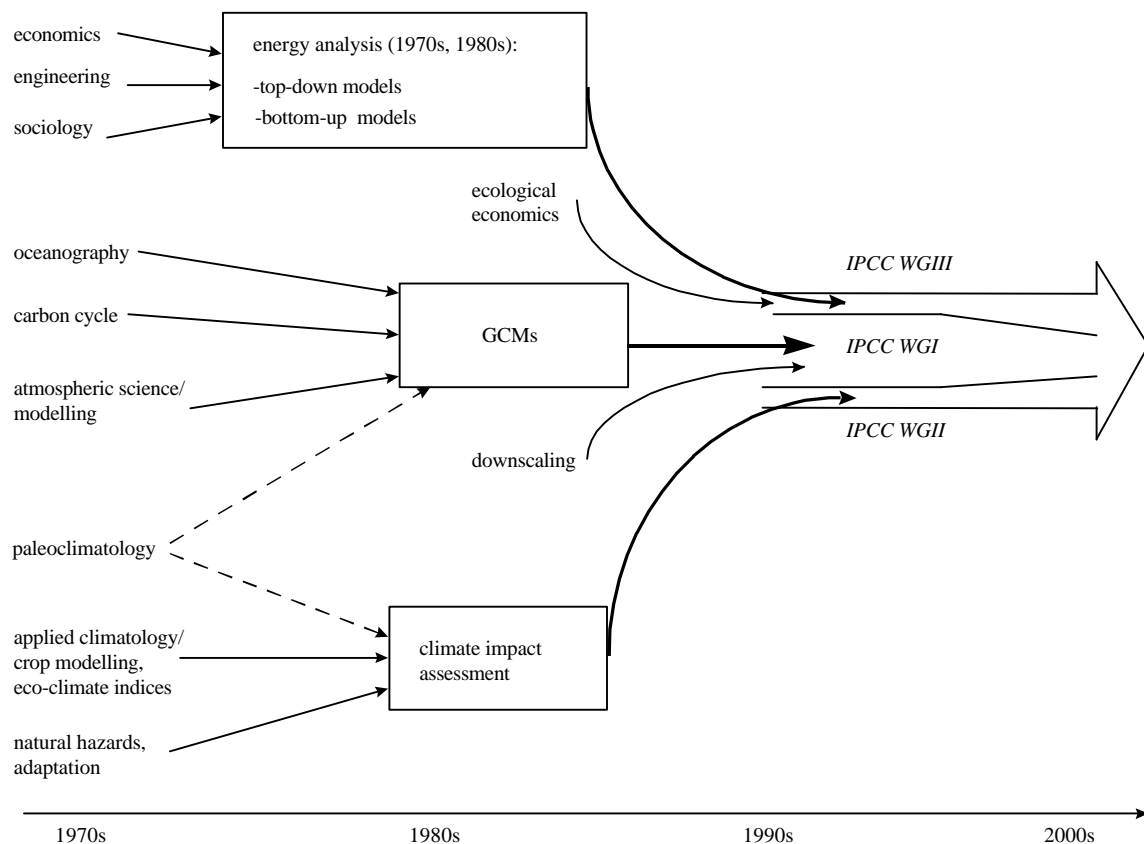 economics
engineering
sociology
energy analysis (1970s, 1980s):
-top-down models
-bottom-up models
ecological
economics
oceanography
carbon cycle
atmospheric science/
modelling
GCMs
IPCC WGIII
IPCC WGI
IPCC WGII
downscaling
paleoclimatology
applied climatology/
crop modelling,
eco-climate indices
climate impact
assessment
natural hazards,
adaptation
1970s
1980s
1990s
2000s